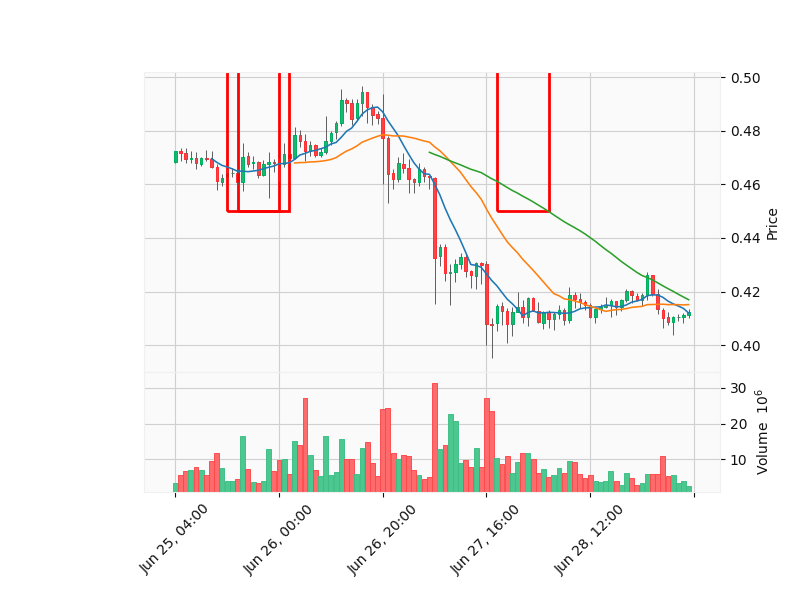 0.50
0.48
0.46
0.44
0.42
0.40
Price
30
20
10
Volume 10^6
Jun 25, 04:00
Jun 26, 00:00
Jun 26, 20:00
Jun 27, 16:00
Jun 28, 12:00